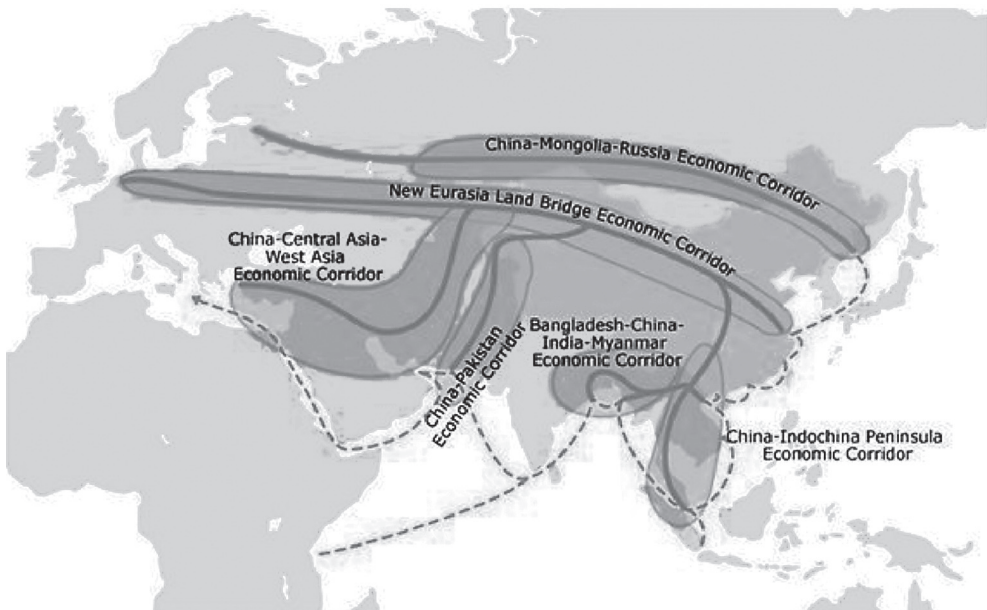 China-Mongolia-Russia Economic Corridor
New Eurasia Land Bridge Economic Corridor
China-Central Asia-
West Asia
Economic Corridor
Bangladesh-China-
India-Myanmar
Economic Corridor
China-Pakistan
Economic Corridor
China-Indochina Peninsula
Economic Corridor